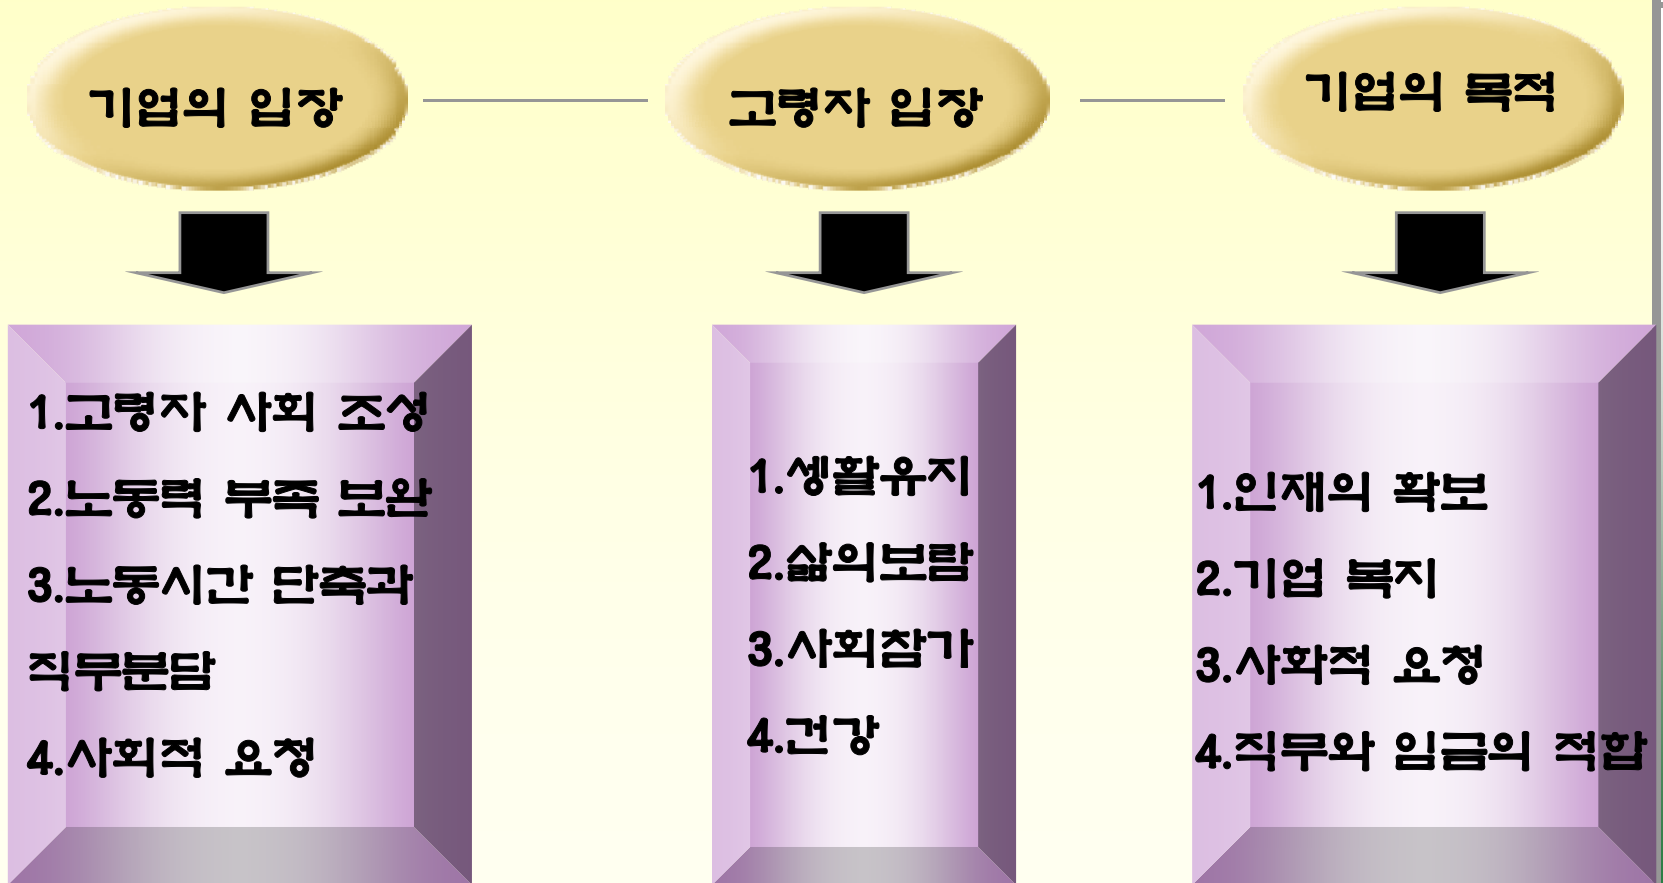 기업의 입장
고령자 입장
기업의 목적
1.고령자 사회 조성
2.노동력 부족 보완
3.노동시간 단축과
직무분담
4.사회적 요청
1.생활유지
2.삶의보람
3.사회참가
4.건강
1.인재의 확보
2.기업 복지
3.사화적 요청
4.직무와 임금의 적합